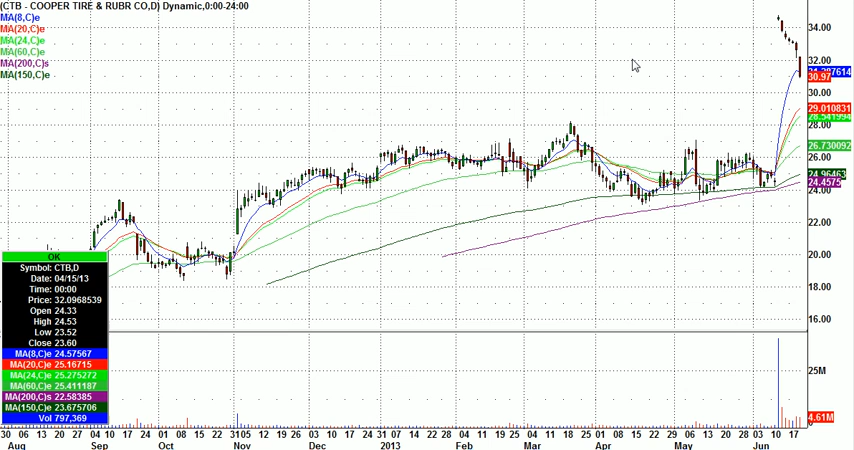 (CTB - COOPER TIRE & RUBR CO,D) Dynamic,0:00-24:00
MA(8,C)e
MA(20,C)e
MA(24,C)e
MA(60,C)e
MA(200,C)s
MA(150,C)e
34.00
32.00
30.97
29.010831
28.00
26.730092
26.00
24.96463
24.4575
24.00
22.00
20.00
18.00
16.00
25M
4.61M
0
OK
Symbol: CTB,D
Date: 04/15/13
Time: 00:00
Price: 32.0968539
Open 24.33
High 24.53
Low 23.52
Close 23.60
MA(8,C)e 24.57567
MA(20,C)e 25.16715
MA(24,C)e 25.275272
MA(60,C)e 25.411187
MA(200,C)s 22.58385
MA(150,C)e 23.675706
Vol 797,369
30 06 13 20 27 04 10 17 24 01 08 15 22 31 05 12 19 26 03 10 17 24 31 07 14 22 28 04 11 19 25 04 11 18 25 01 08 15 22 29 06 13 20 28 03 10 17
Aug Sep Oct Nov Dec 2013 Feb Mar Apr May Jun